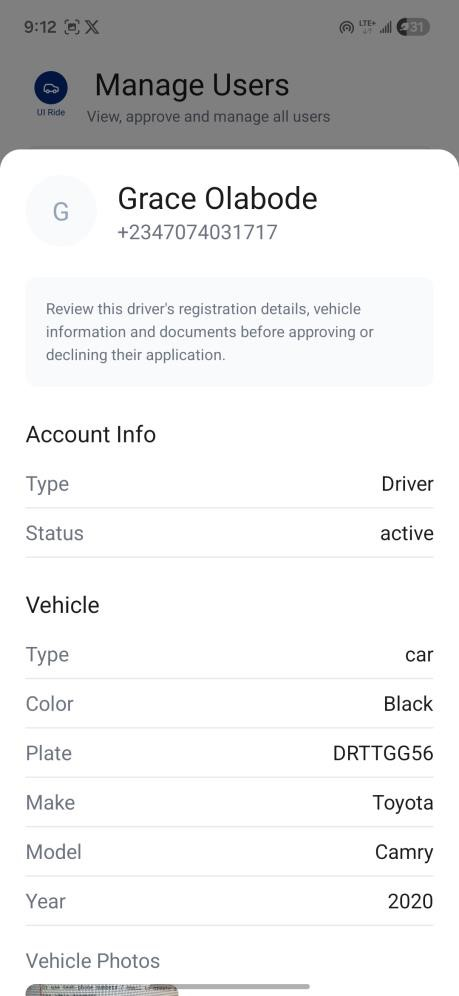 9:12
LTE+
31
UI Ride
Manage Users
View, approve and manage all users
G
Grace Olabode
+2347074031717
Review this driver's registration details, vehicle
information and documents before approving or
declining their application.
Account Info
Type Driver
Status active
Vehicle
Type car
Color Black
Plate DRTTGG56
Make Toyota
Model Camry
Year 2020
Vehicle Photos